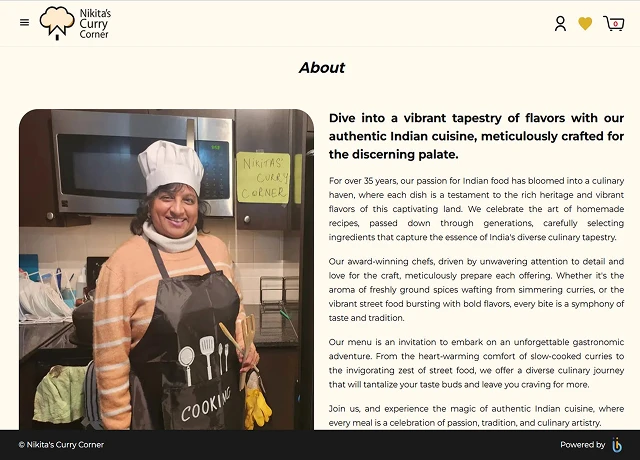 Nikita's
Curry
Corner
0
About
NIKITAS'
CURRY
CORNER
COOKING
Dive into a vibrant tapestry of flavors with our
authentic Indian cuisine, meticulously crafted for
the discerning palate.
For over 35 years, our passion for Indian food has bloomed into a culinary
haven, where each dish is a testament to the rich heritage and vibrant
flavors of this captivating land. We celebrate the art of homemade
recipes, passed down through generations, carefully selecting
ingredients that capture the essence of India's diverse culinary tapestry.
Our award-winning chefs, driven by unwavering attention to detail and
love for the craft, meticulously prepare each offering. Whether it's the
aroma of freshly ground spices wafting from simmering curries, or the
vibrant street food bursting with bold flavors, every bite is a symphony of
taste and tradition.
Our menu is an invitation to embark on an unforgettable gastronomic
adventure. From the heart-warming comfort of slow-cooked curries to
the invigorating zest of street food, we offer a diverse culinary journey
that will tantalize your taste buds and leave you craving for more.
Join us, and experience the magic of authentic Indian cuisine, where
every meal is a celebration of passion, tradition, and culinary artistry.
© Nikita's Curry Corner
Powered by